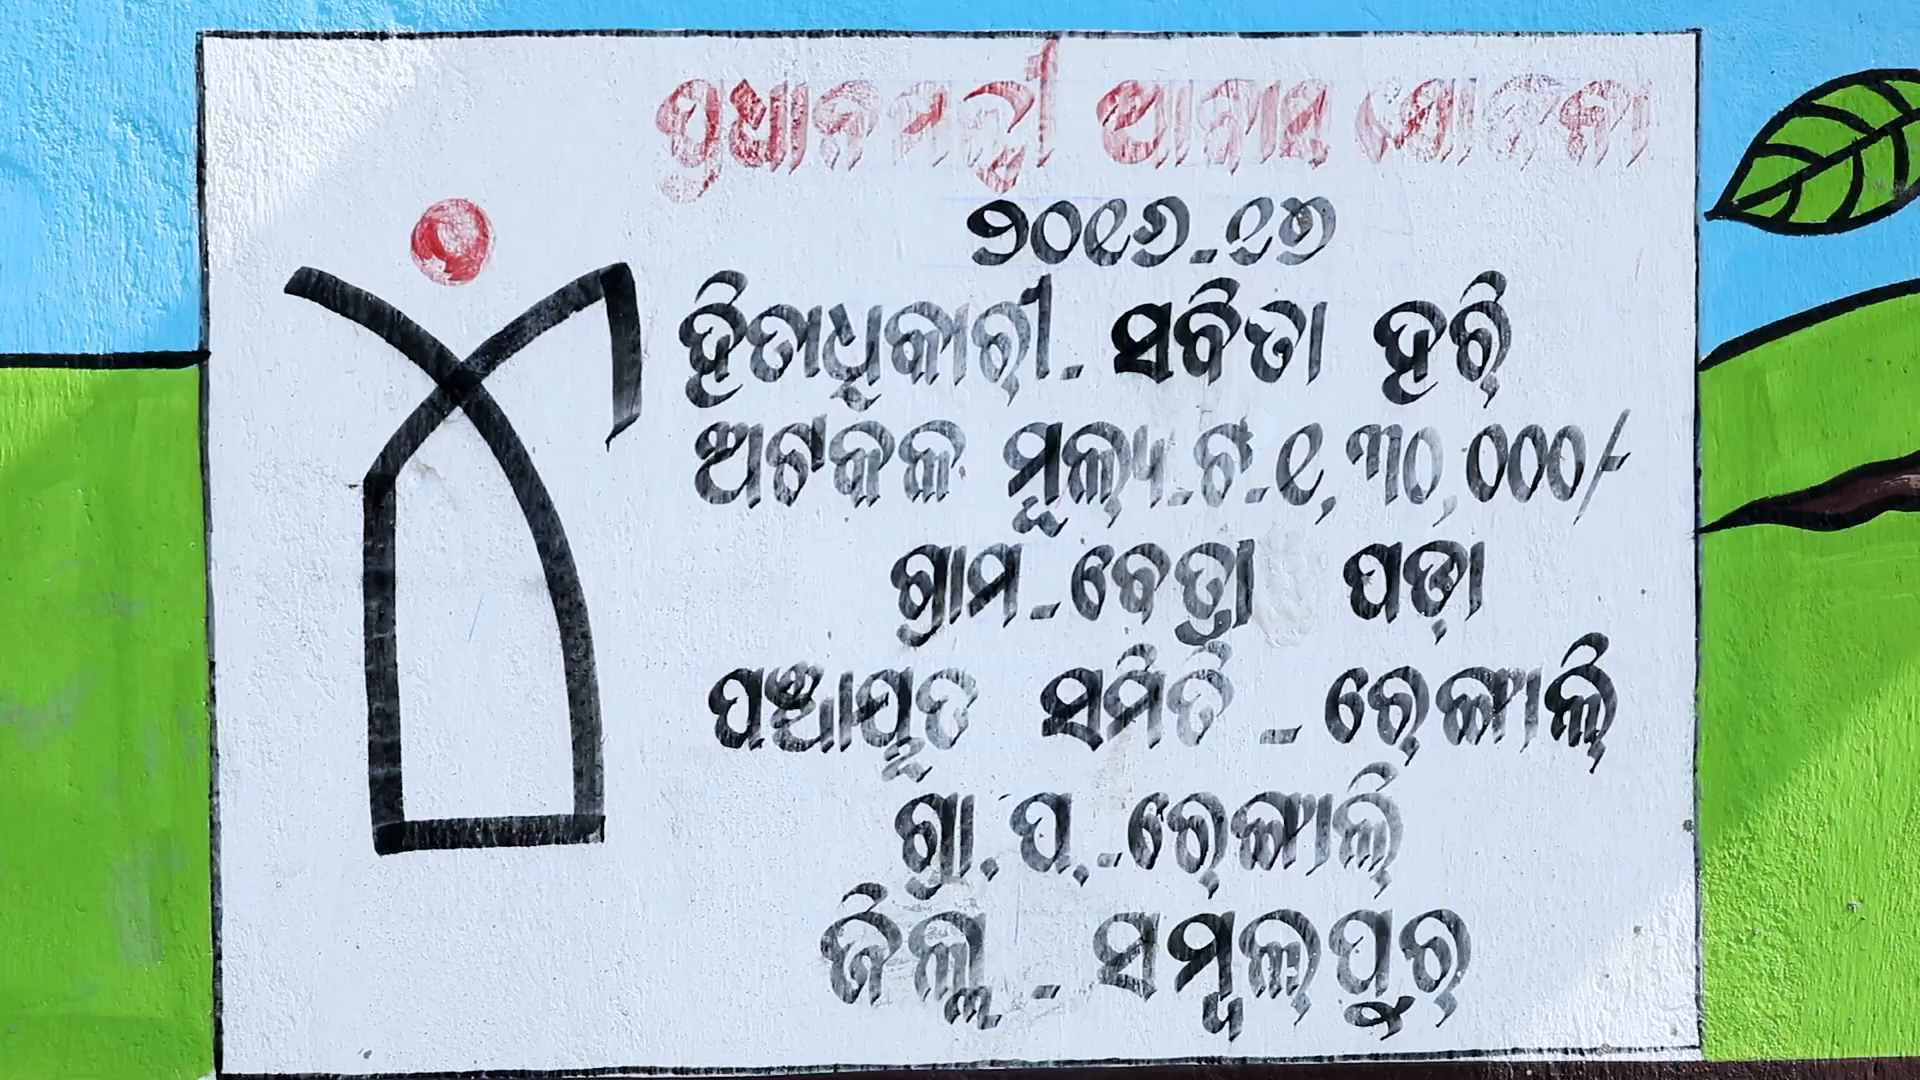 ପ୍ରଧାନମନ୍ତ୍ରୀ ଆବାସ ଯୋଜନା
୨୦୧୬-୧୭
ହିତାଧିକାରୀ- ସବିତା ହରି
ଅଟକଳ ମୂଲ୍ୟ-ଟ-୧,୩୦,୦୦୦/-
ଗ୍ରାମ-ବେତ୍ରା ପଡ଼ା
ପଞ୍ଚାୟତ ସମିତି - ରେଙ୍ଗାଲି
ଗ୍ରା.ପ.-ରେଙ୍ଗାଲି
ଜିଲ୍ଲା - ସମ୍ବଲପୁର